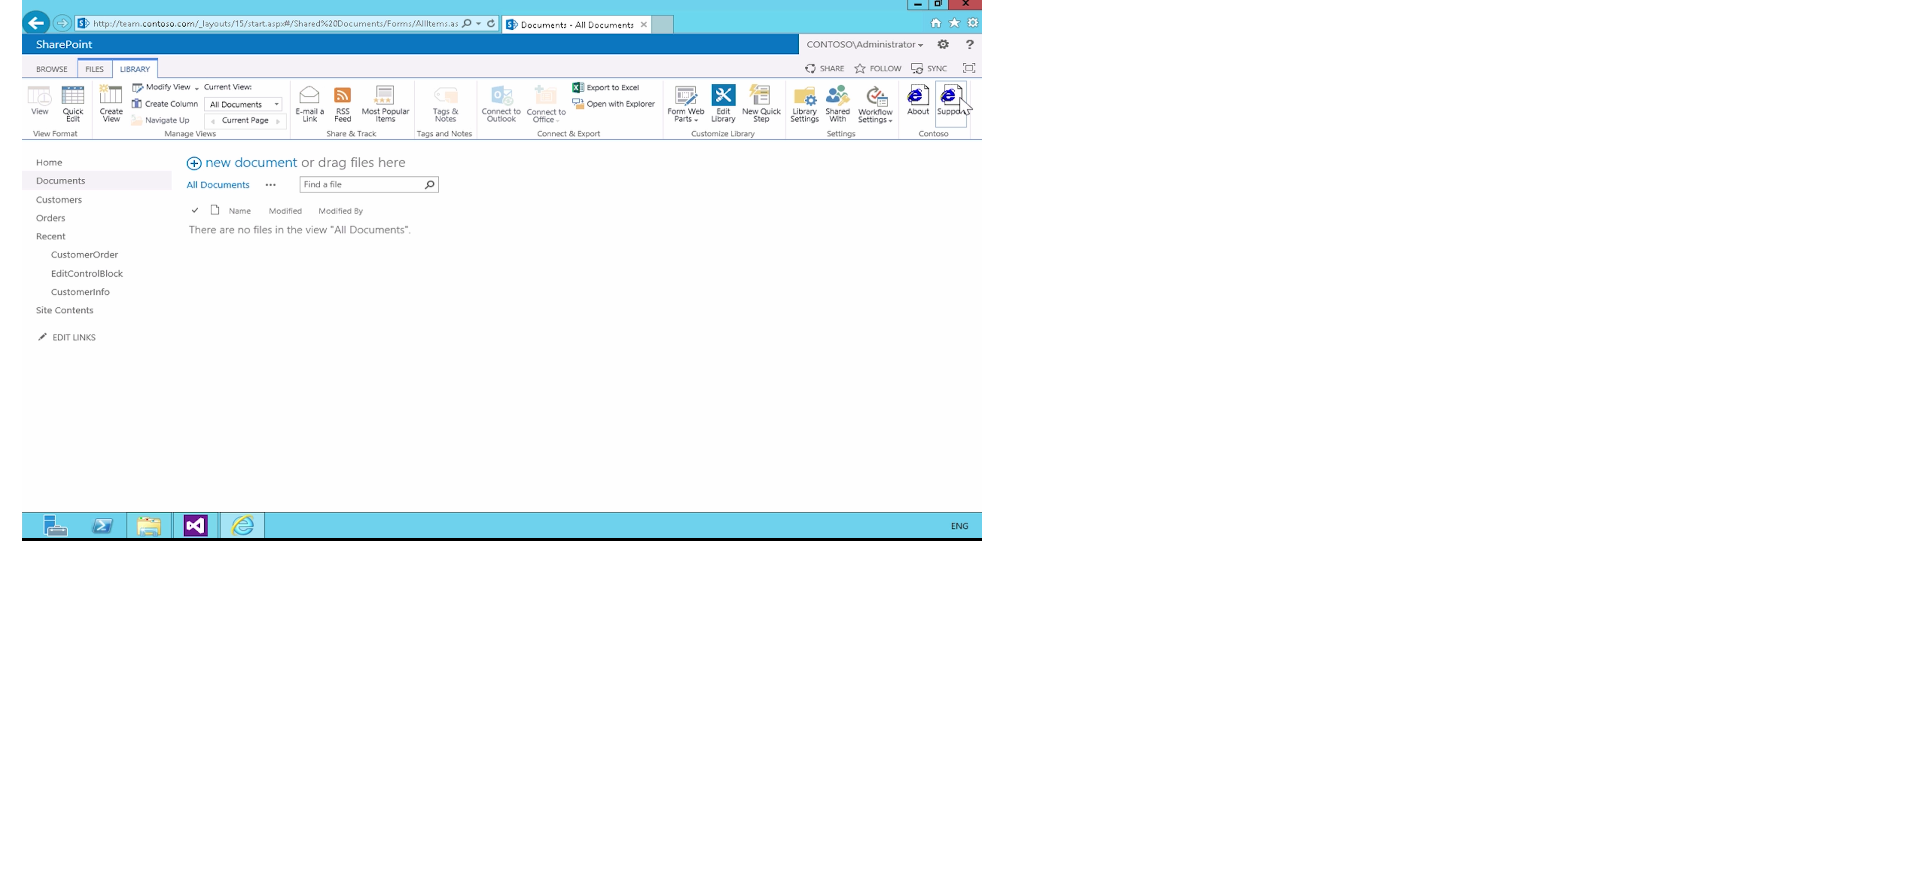 http://team.contoso.com/_layouts/15/start.aspx#/Shared%20Documents/Forms/AllItems.as
Documents - All Documents
SharePoint
CONTOSO\Administrator
?
BROWSE FILES LIBRARY
SHARE FOLLOW SYNC
View
Quick Edit
Create View
Modify View
Create Column
Navigate Up
Current View:
All Documents
Current Page
E-mail a Link
RSS Feed
Most Popular Items
Tags & Notes
Connect to Outlook
Connect to Office
Export to Excel
Open with Explorer
Form Web Parts
Edit Library
New Quick Step
Library Settings
Shared With
Workflow Settings
About
View Format
Manage Views
Share & Track
Tags and Notes
Connect & Export
Customize Library
Settings
Contoso
Home
Documents
Customers
Orders
Recent
CustomerOrder
EditControlBlock
CustomerInfo
Site Contents
EDIT LINKS
new document or drag files here
All Documents ...
Find a file
Name Modified Modified By
There are no files in the view "All Documents".
ENG